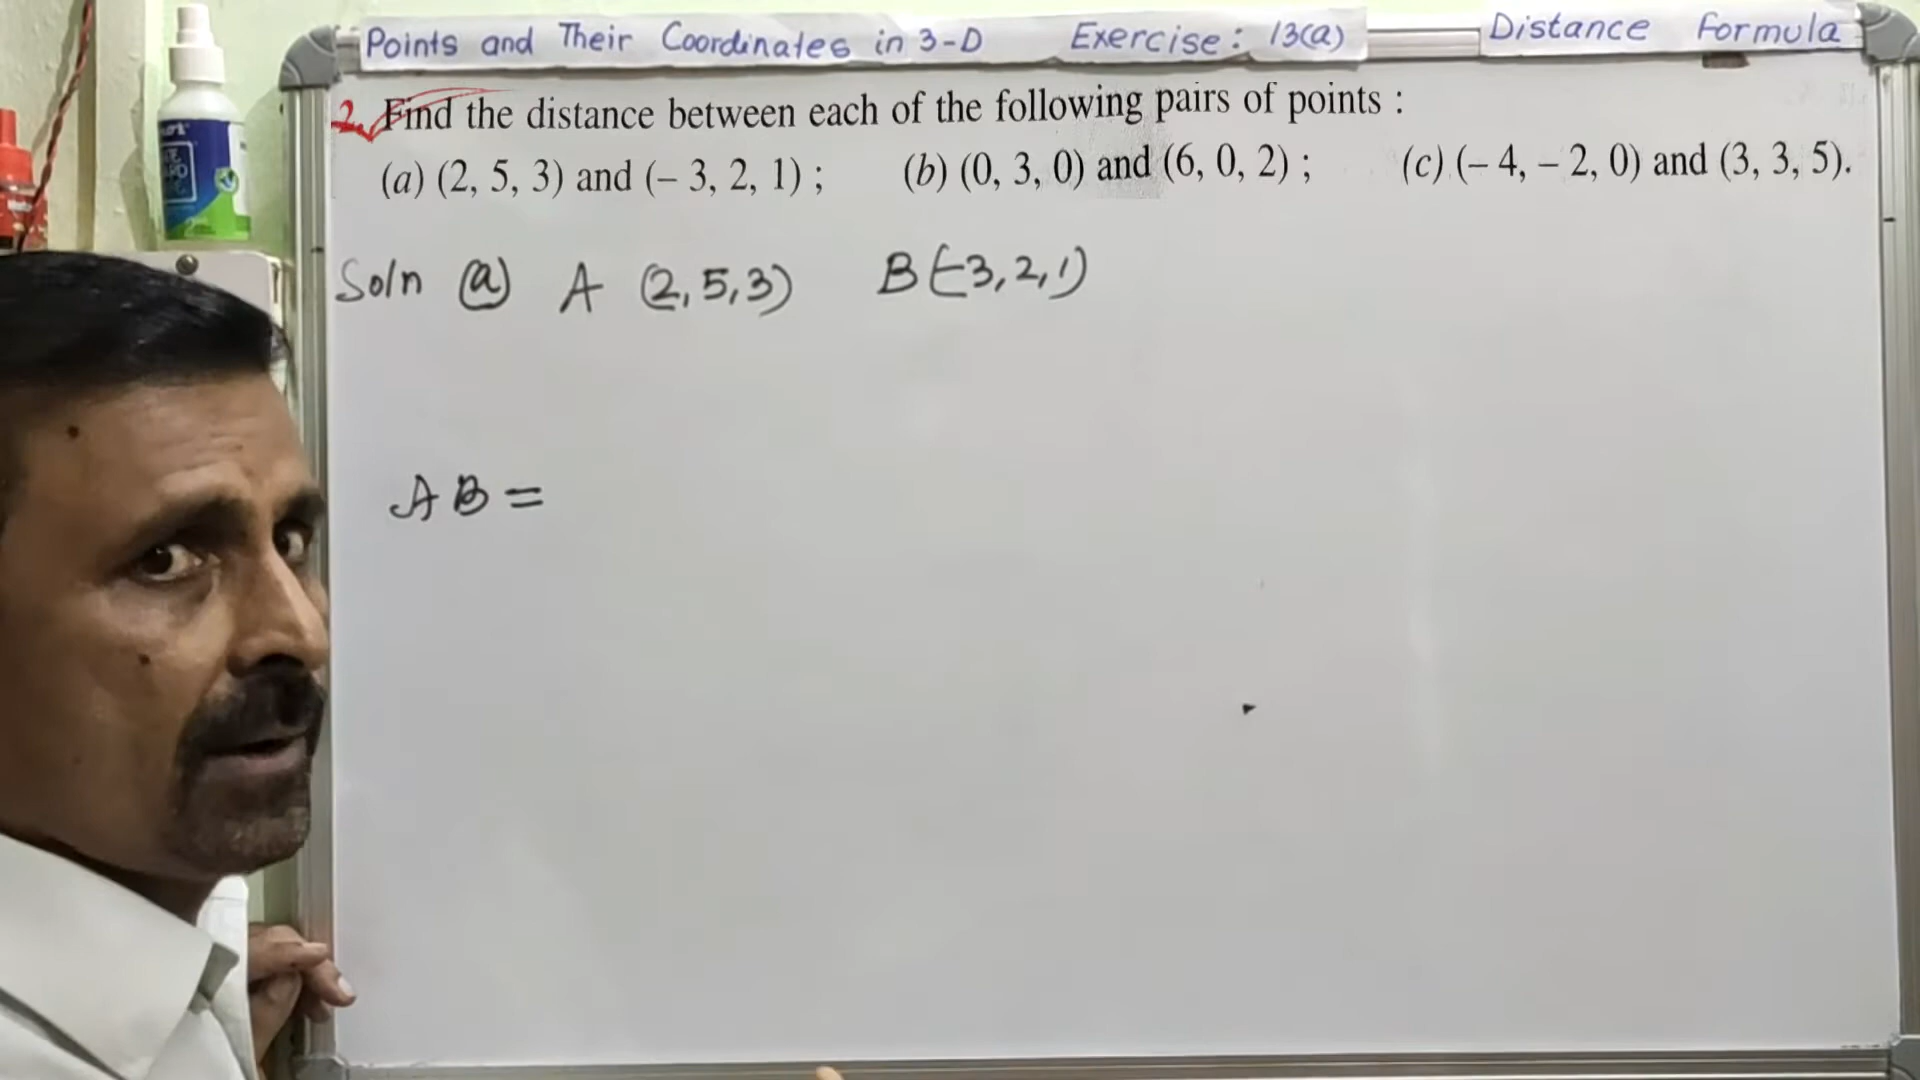 Points and Their Coordinates in 3-D Exercise: 13(a) Distance Formula
2. Find the distance between each of the following pairs of points :
(a) (2, 5, 3) and (– 3, 2, 1) ; (b) (0, 3, 0) and (6, 0, 2) ; (c) (– 4, – 2, 0) and (3, 3, 5).
Soln (a) A (2,5,3) B(-3,2,1)
AB =